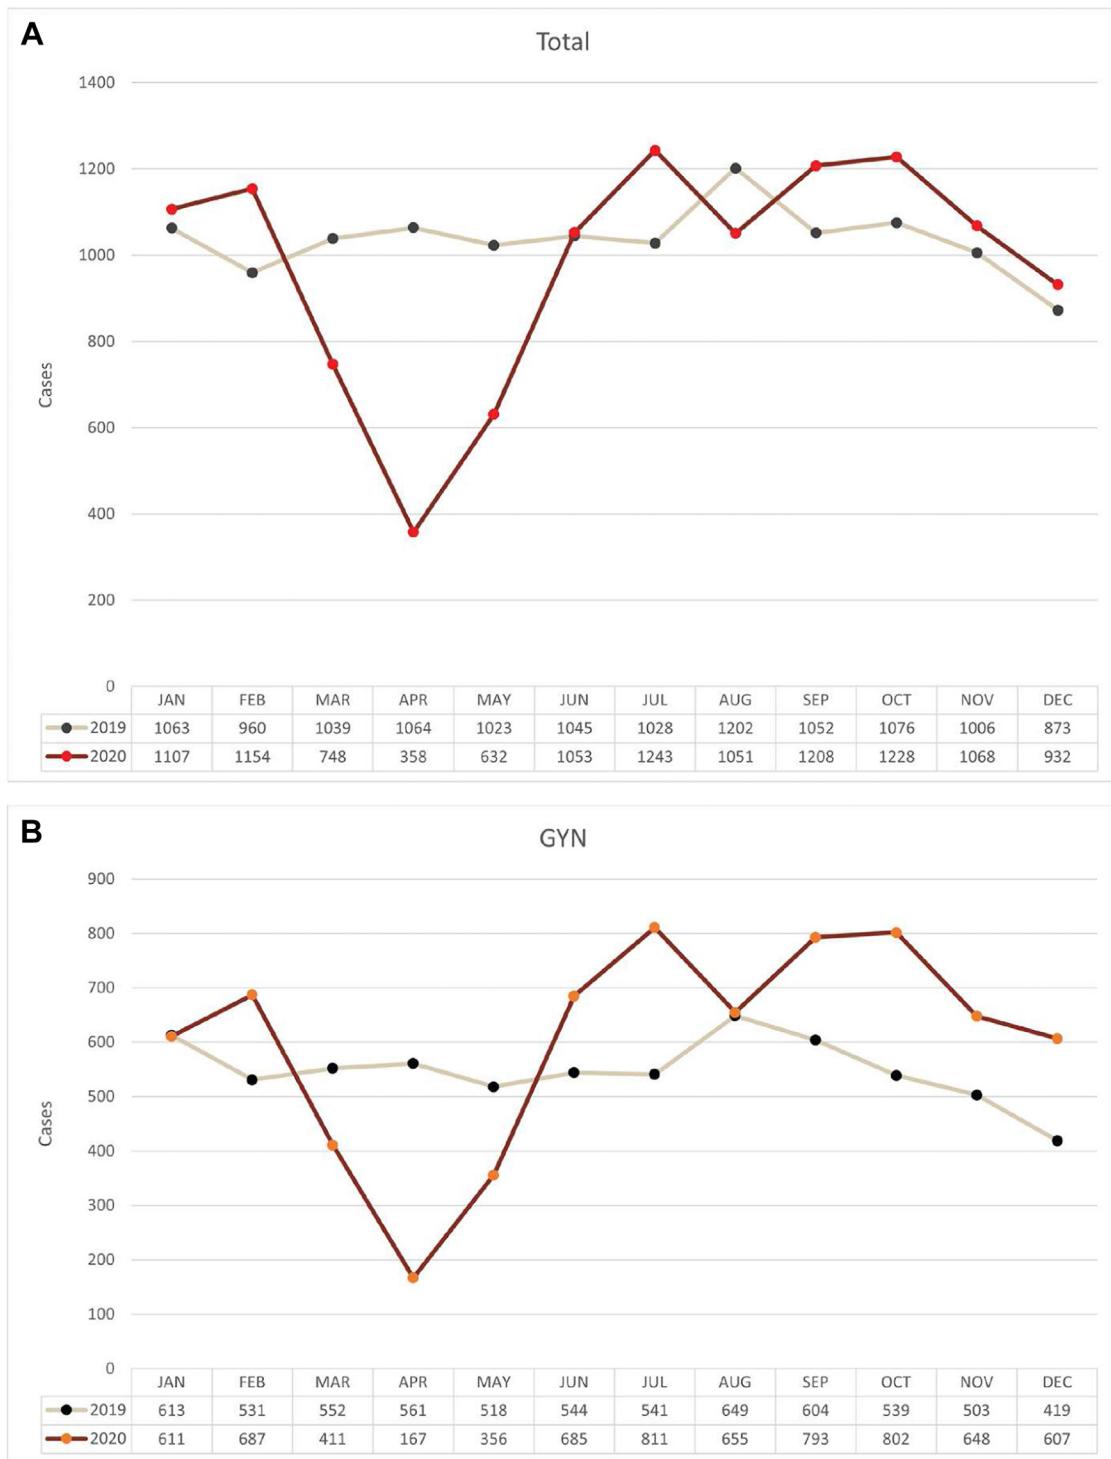 A
Total
1400
1200
1000
800
600
400
200
0
Cases
JAN FEB MAR APR MAY JUN JUL AUG SEP OCT NOV DEC
2019 1063 960 1039 1064 1023 1045 1028 1202 1052 1076 1006 873
2020 1107 1154 748 358 632 1053 1243 1051 1208 1228 1068 932
B
GYN
900
800
700
600
500
400
300
200
100
0
Cases
JAN FEB MAR APR MAY JUN JUL AUG SEP OCT NOV DEC
2019 613 531 552 561 518 544 541 649 604 539 503 419
2020 611 687 411 167 356 685 811 655 793 802 648 607